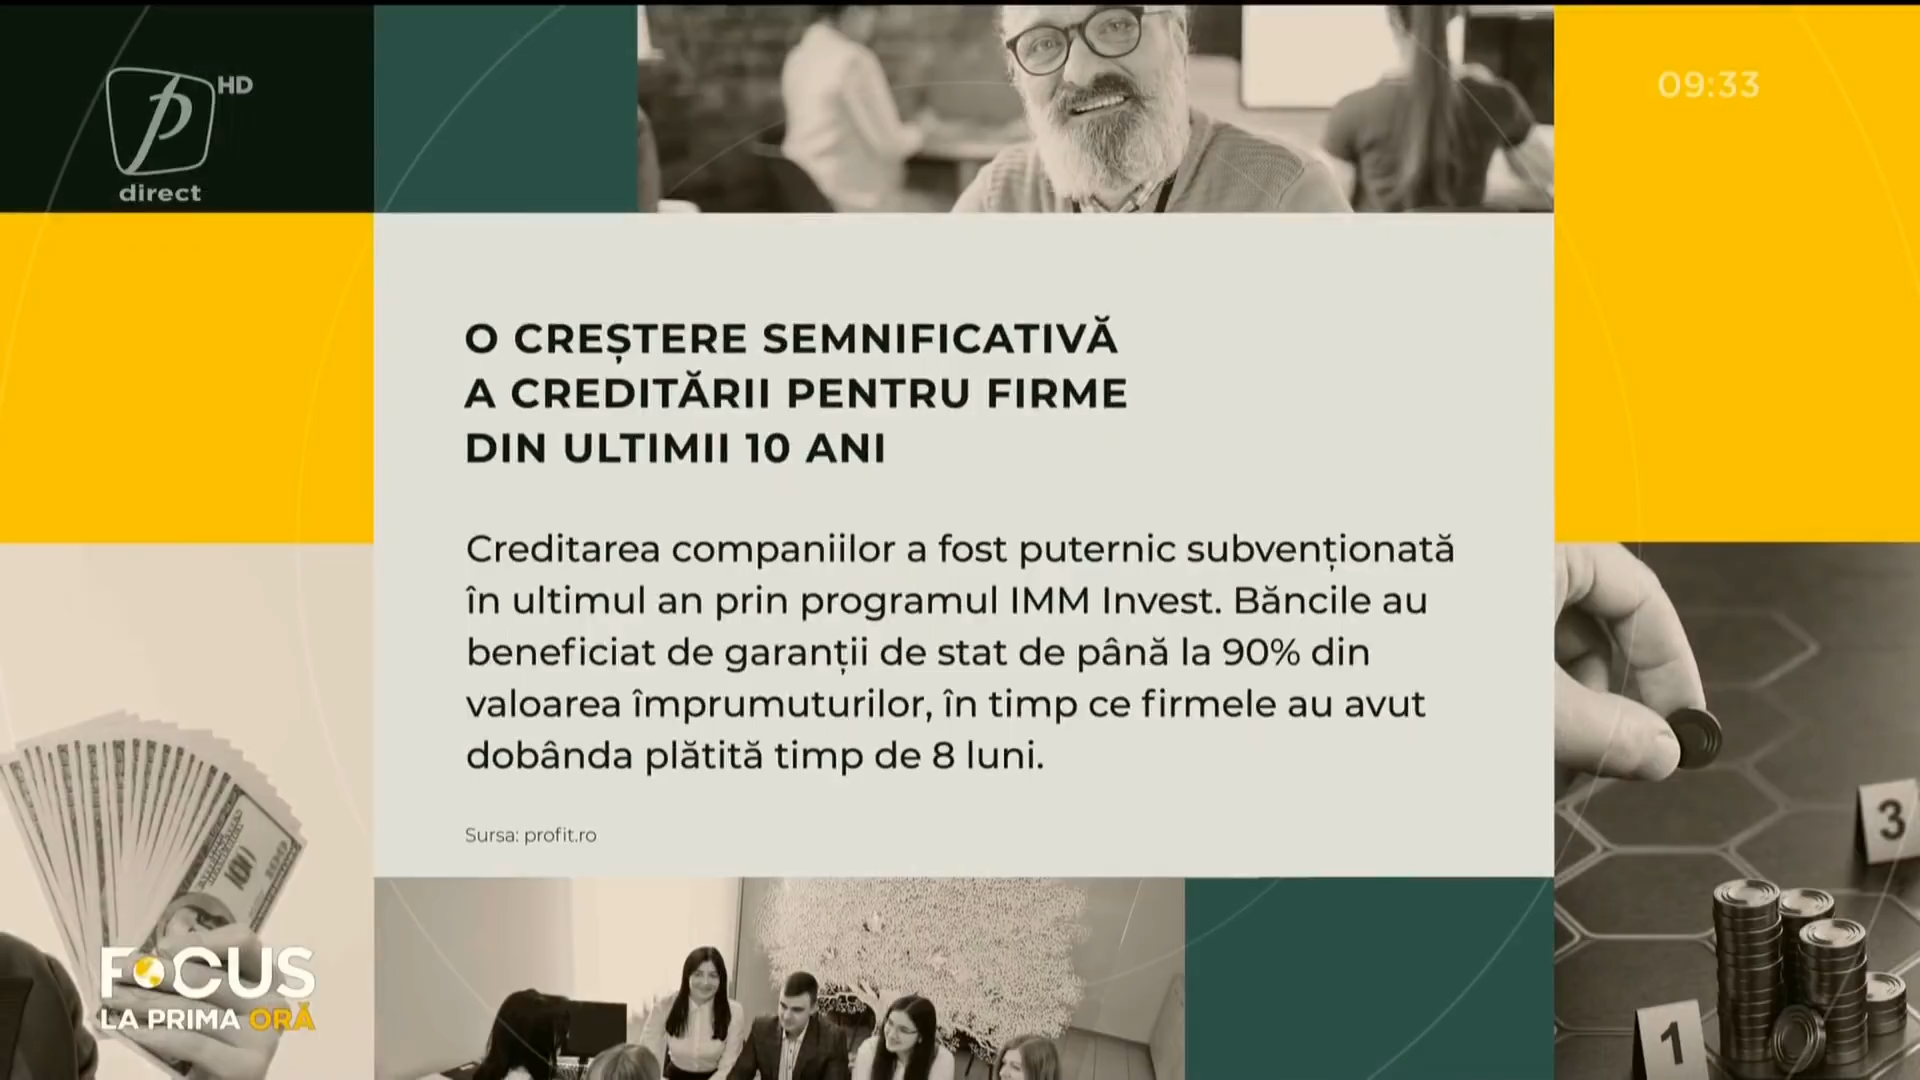 HD
direct
09:33
O CREȘTERE SEMNIFICATIVĂ
A CREDITĂRII PENTRU FIRME
DIN ULTIMII 10 ANI
Creditarea companiilor a fost puternic subvenționată
în ultimul an prin programul IMM Invest. Băncile au
beneficiat de garanții de stat de până la 90% din
valoarea împrumuturilor, în timp ce firmele au avut
dobânda plătită timp de 8 luni.
Sursa: profit.ro
FOCUS
LA PRIMA ORĂ
100
3
1